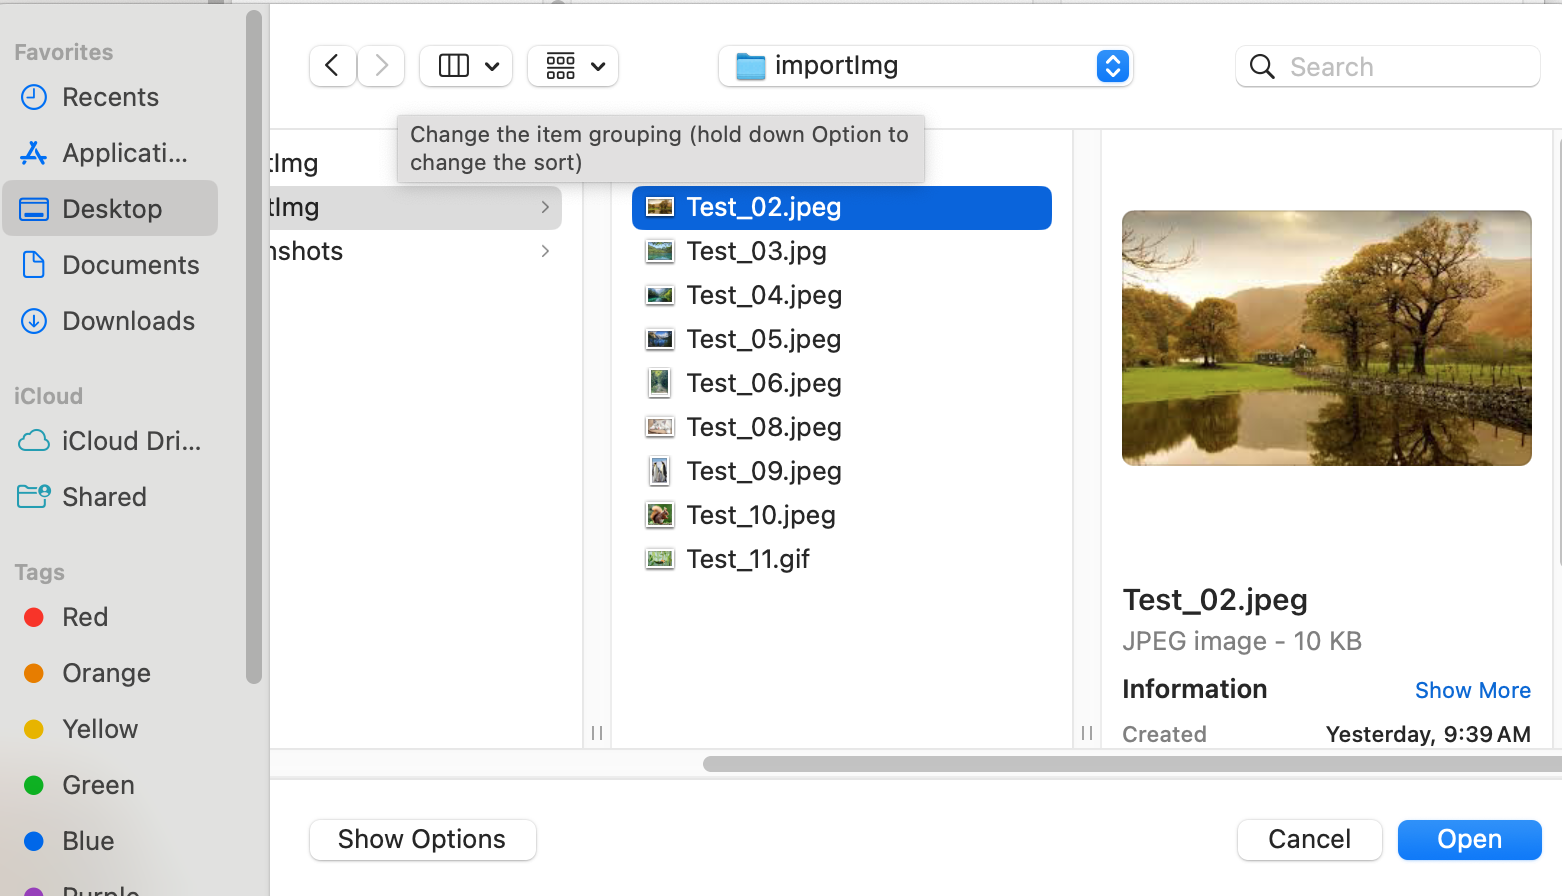 Favorites
Recents
Applicati...
Desktop
Documents
Downloads
iCloud
iCloud Dri...
Shared
Tags
Red
Orange
Yellow
Green
Blue
Purple
importImg
Search
Change the item grouping (hold down Option to
change the sort)
tImg
tImg
nshots
Test_02.jpeg
Test_03.jpg
Test_04.jpeg
Test_05.jpeg
Test_06.jpeg
Test_08.jpeg
Test_09.jpeg
Test_10.jpeg
Test_11.gif
Test_02.jpeg
JPEG image - 10 KB
Information Show More
Created Yesterday, 9:39 AM
Show Options
Cancel
Open